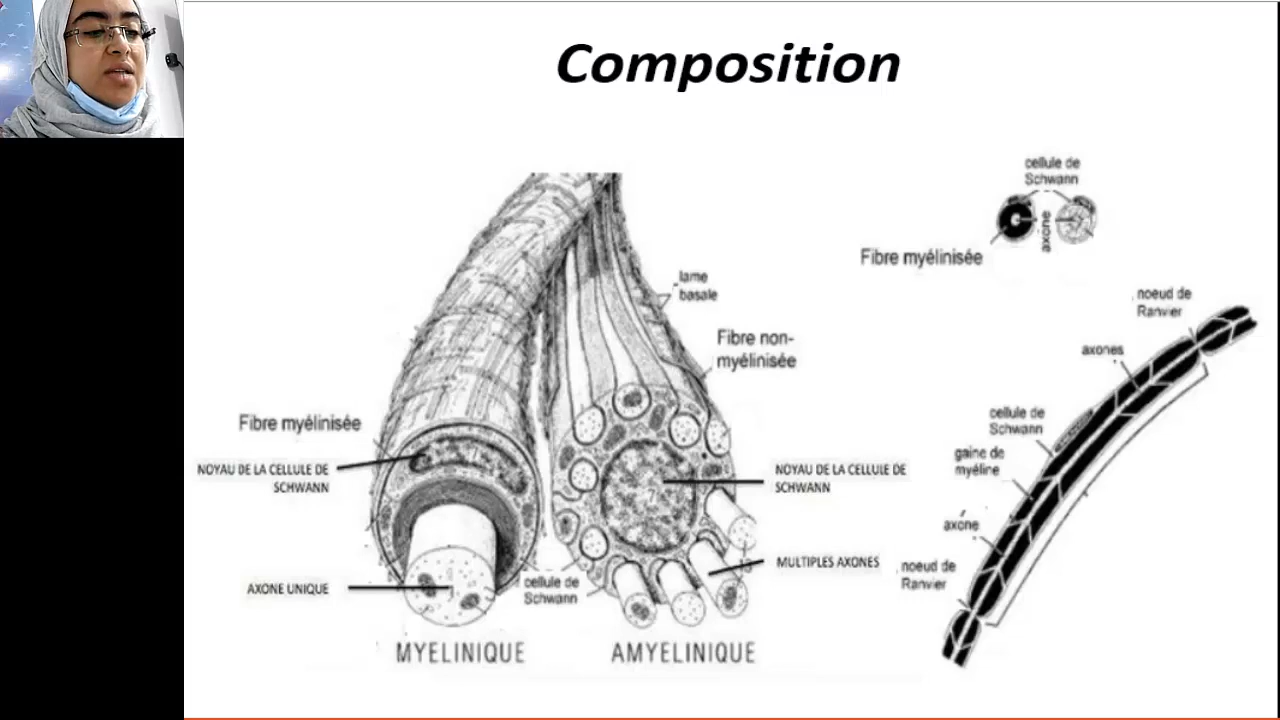 Composition
cellule de
Schwann
axone
Fibre myélinisée
lame
basale
noeud de
Ranvier
Fibre non-
myélinisée
axones
Fibre myélinisée
cellule de
Schwann
NOYAU DE LA CELLULE DE
SCHWANN
gaine de
myéline
NOYAU DE LA CELLULE DE
SCHWANN
axone
MULTIPLES AXONES
noeud de
Ranvier
AXONE UNIQUE
cellule de
Schwann
MYELINIQUE
AMYELINIQUE